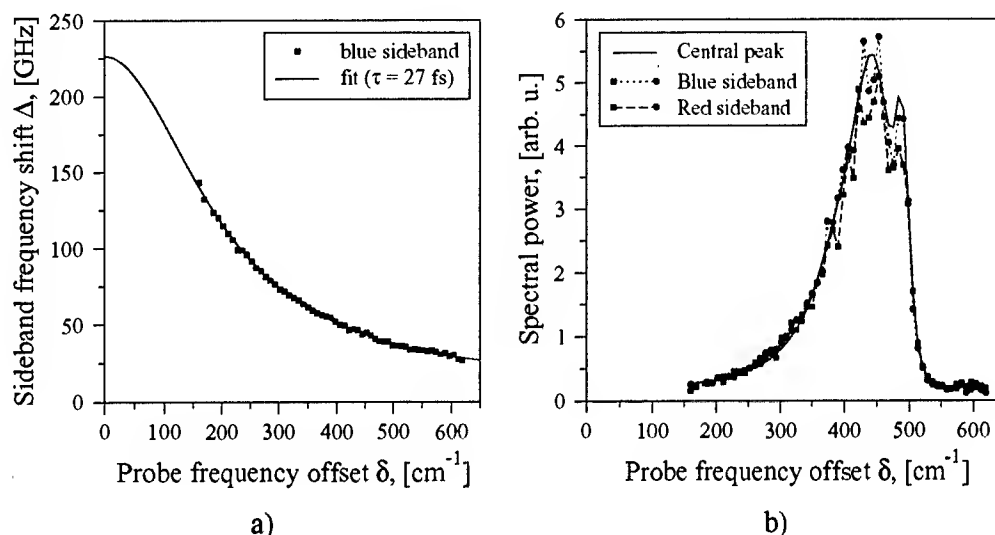 Sideband frequency shift Δ, [GHz]
250
200
150
100
50
0
blue sideband
fit (τ = 27 fs)
0 100 200 300 400 500 600
Probe frequency offset δ, [cm⁻¹]
a)
Spectral power, [arb. u.]
6
5
4
3
2
1
0
Central peak
Blue sideband
Red sideband
0 100 200 300 400 500 600
Probe frequency offset δ, [cm⁻¹]
b)